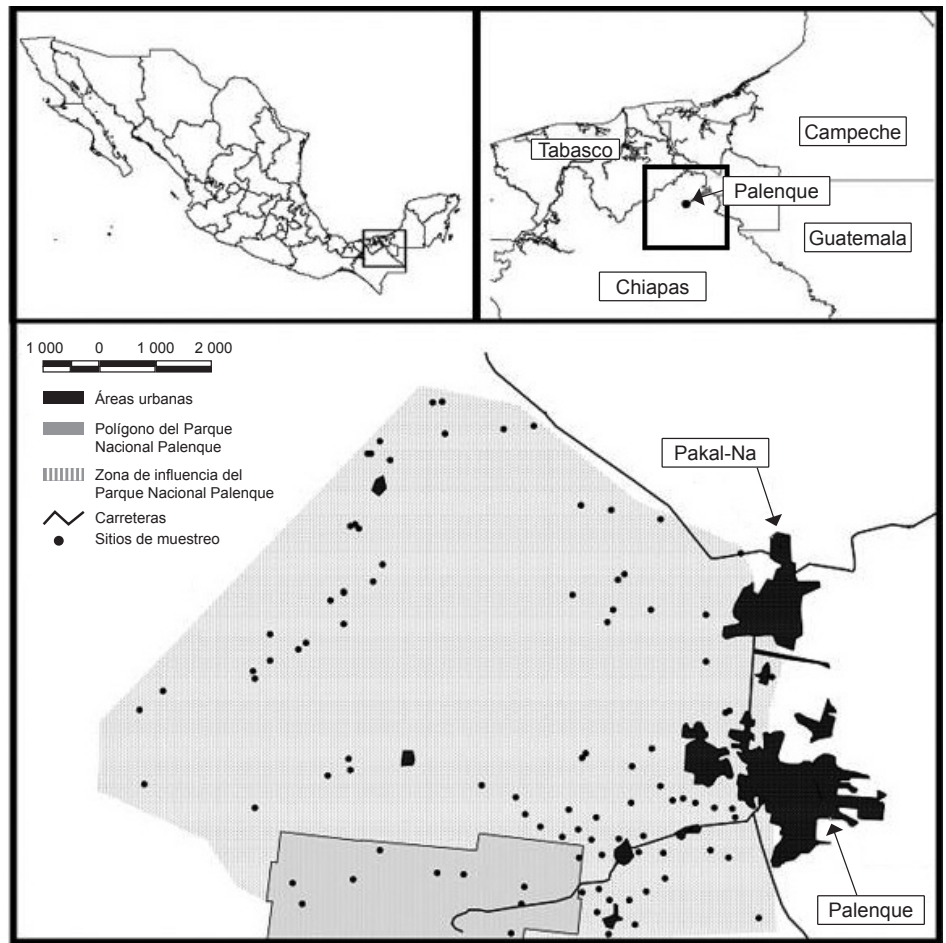 Tabasco
Campeche
Palenque
Guatemala
Chiapas
1 000 0 1 000 2 000
Áreas urbanas
Polígono del Parque
Nacional Palenque
Zona de influencia del
Parque Nacional Palenque
Carreteras
Sitios de muestreo
Pakal-Na
Palenque